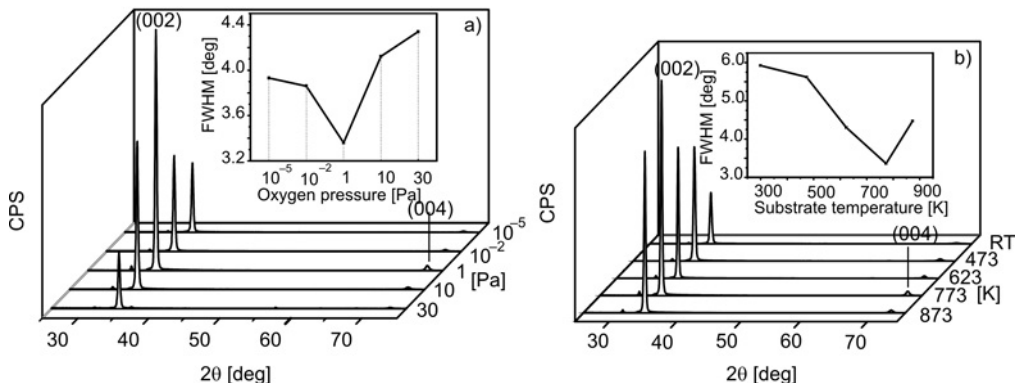 a)
(002)
FWHM [deg]
4.4
4.0
3.6
3.2
10⁻⁵ 10⁻² 1 10 30
Oxygen pressure [Pa]
(004)
CPS
10⁻⁵
10⁻²
1
10
30
[Pa]
30 40 50 60 70
2θ [deg]
b)
(002)
FWHM [deg]
6.0
5.0
4.0
3.0
300 500 700 900
Substrate temperature [K]
(004)
CPS
RT
473
623
773
873
[K]
30 40 50 60 70
2θ [deg]